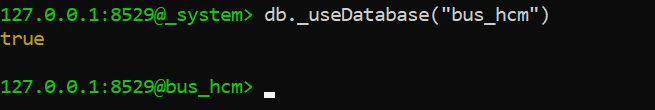 127.0.0.1:8529@_system> db._useDatabase("bus_hcm")
true
127.0.0.1:8529@bus_hcm>